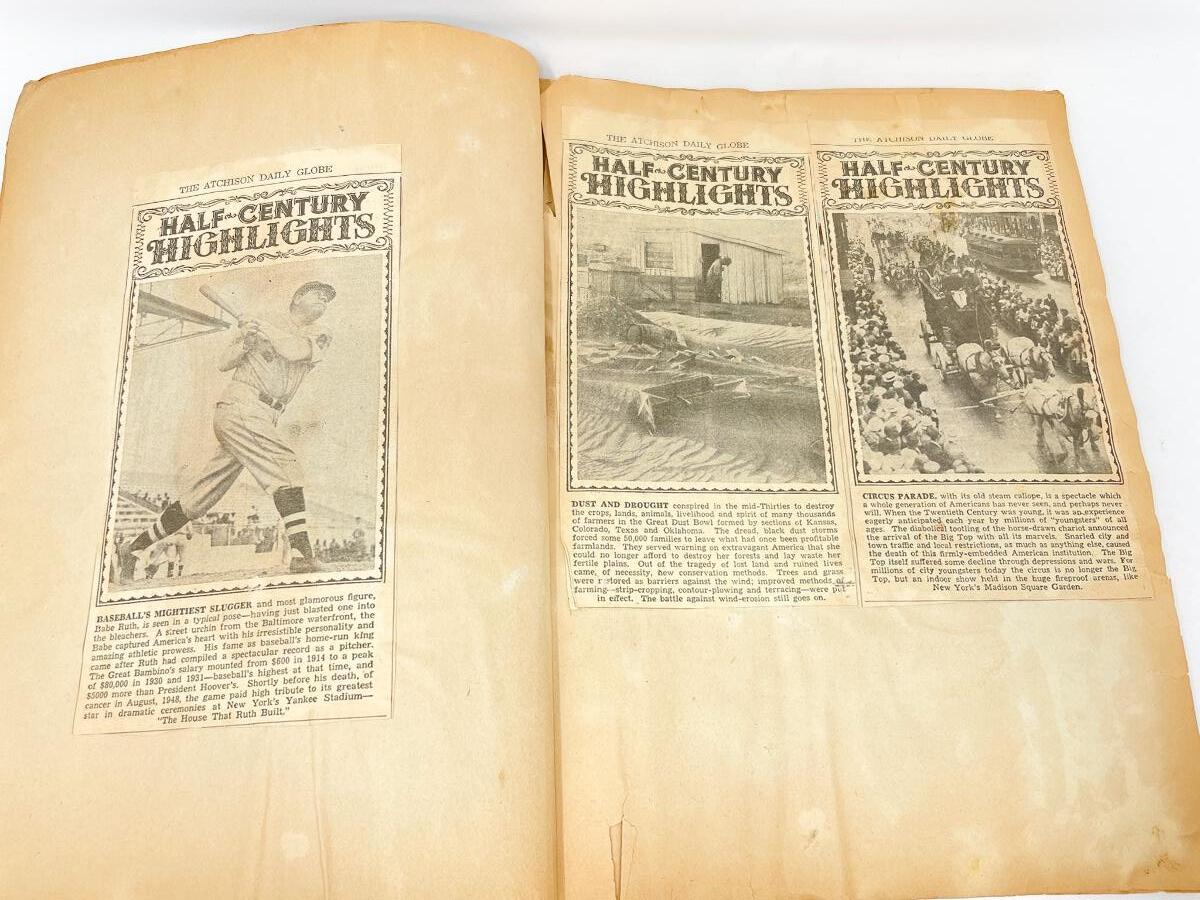 THE ATCHISON DAILY GLOBE
HALF-CENTURY
HIGHLIGHTS
BASEBALL'S MIGHTIEST SLUGGER and most glamorous figure,
Babe Ruth, is seen in a typical pose—having just blasted one into
the bleachers. A street urchin from the Baltimore waterfront, the
Babe captured America's heart with his irresistible personality and
amazing athletic prowess. His fame as baseball's home-run king
came after Ruth had compiled a spectacular record as a pitcher.
The Great Bambino's salary mounted from $600 in 1914 to a peak
of $80,000 in 1930 and 1931—baseball's highest at that time, and
$5000 more than President Hoover's. Shortly before his death, of
cancer in August, 1948, the game paid high tribute to its greatest
star in dramatic ceremonies at New York's Yankee Stadium—
"The House That Ruth Built."
THE ATCHISON DAILY GLOBE
HALF-CENTURY
HIGHLIGHTS
DUST AND DROUGHT conspired in the mid-Thirties to destroy
the crops, lands, animals, livelihood and spirit of many thousands
of farmers in the Great Dust Bowl formed by sections of Kansas,
Colorado, Texas and Oklahoma. The dread, black dust storms
forced some 50,000 families to leave what had once been profitable
farmlands. They served warning on extravagant America that she
could no longer afford to destroy her forests and lay waste her
fertile plains. Out of the tragedy of lost land and ruined lives
came, of necessity, new conservation methods. Trees and grass
were restored as barriers against the wind; improved methods of
farming—strip-cropping, contour-plowing and terracing—were put
in effect. The battle against wind-erosion still goes on.
THE ATCHISON DAILY GLOBE
HALF-CENTURY
HIGHLIGHTS
CIRCUS PARADE, with its old steam calliope, is a spectacle which
a whole generation of Americans has never seen, and perhaps never
will. When the Twentieth Century was young, it was an experience
eagerly anticipated each year by millions of "youngsters" of all
ages. The diabolical tootling of the horse-drawn chariot announced
the arrival of the Big Top with all its marvels. Snarled city and
town traffic and local restrictions, as much as anything else, caused
the death of this firmly-embedded American institution. The Big
Top itself suffered some decline through depressions and wars. For
millions of city youngsters today the circus is no longer the Big
Top, but an indoor show held in the huge fireproof arenas, like
New York's Madison Square Garden.